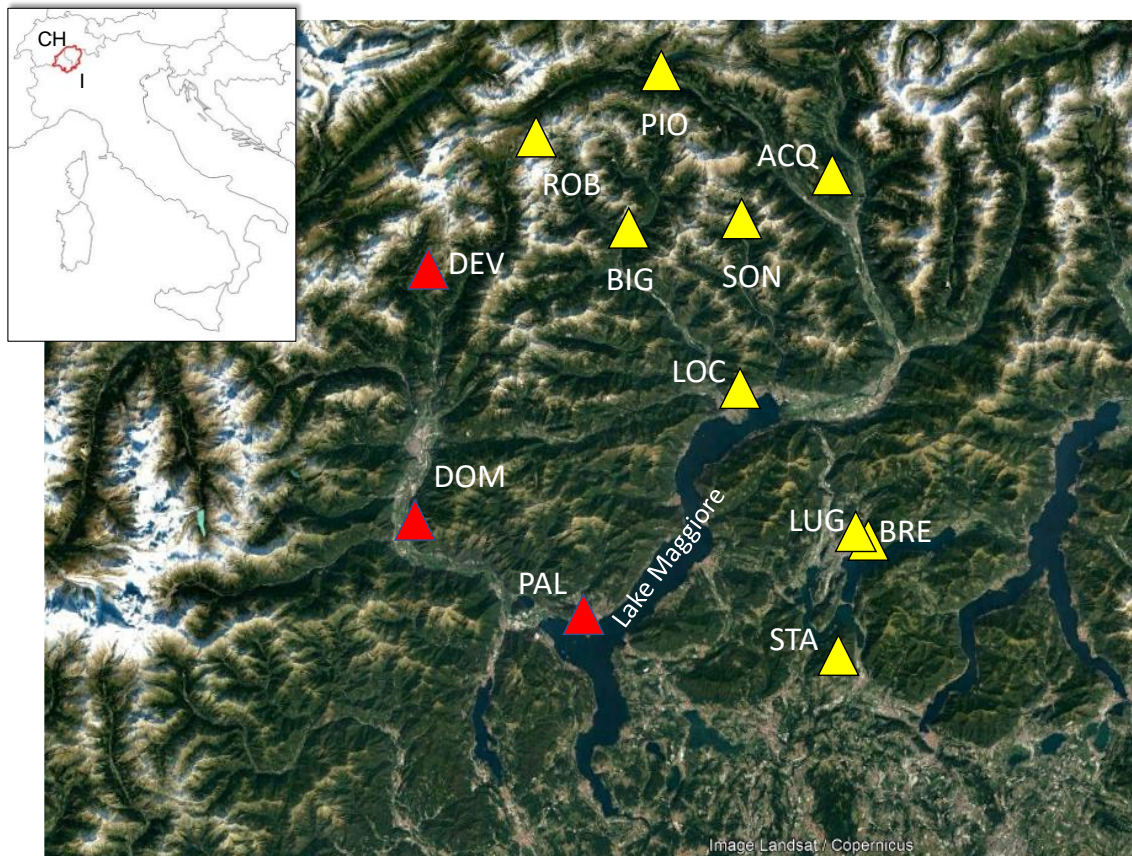 CH
I
PIO
ACQ
ROB
DEV
BIG
SON
LOC
DOM
LUG
BRE
PAL
Lake Maggiore
STA
Image Landsat / Copernicus